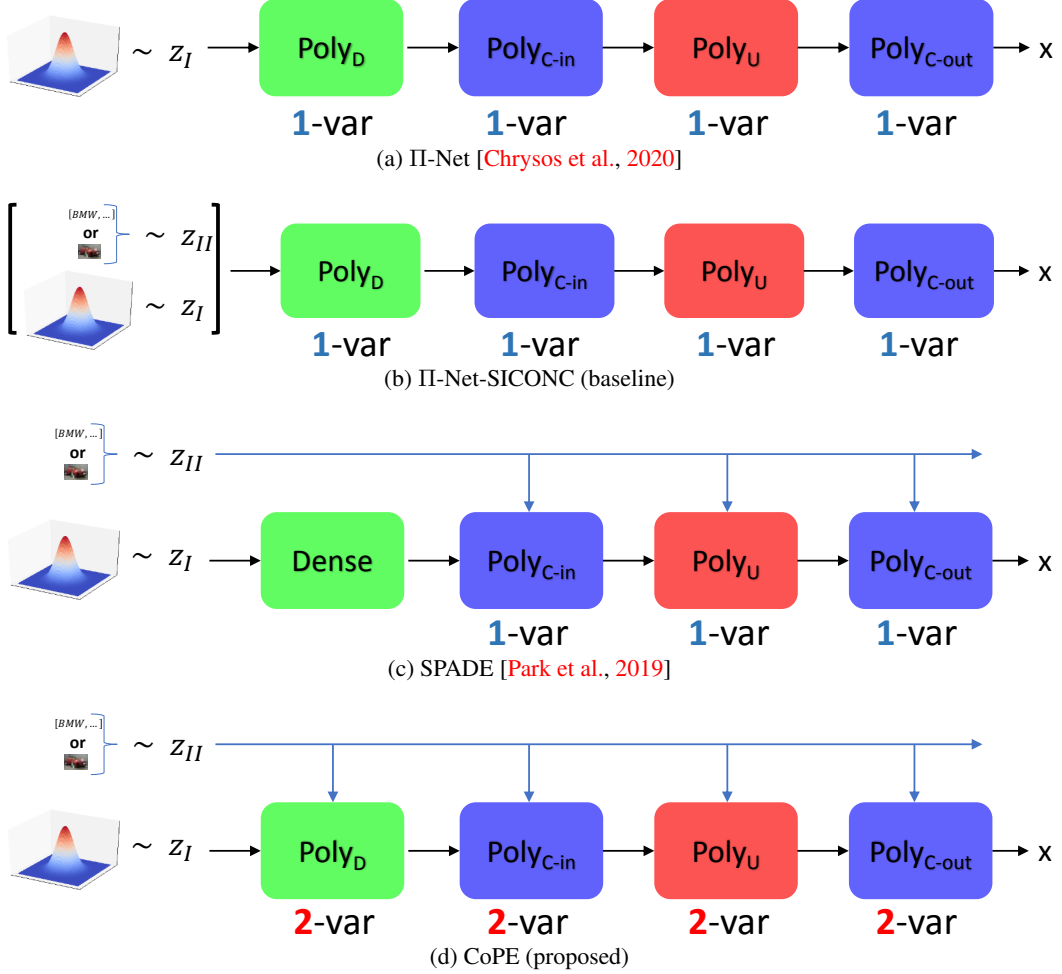 ∼ z_I Poly_D Poly_C-in Poly_U Poly_C-out x
1-var 1-var 1-var 1-var
(a) Π-Net [Chrysos et al., 2020]
[BMW, ...]
or
∼ z_II
∼ z_I
Poly_D Poly_C-in Poly_U Poly_C-out x
1-var 1-var 1-var 1-var
(b) Π-Net-SICONC (baseline)
[BMW, ...]
or
∼ z_II
∼ z_I Dense Poly_C-in Poly_U Poly_C-out x
1-var 1-var 1-var
(c) SPADE [Park et al., 2019]
[BMW, ...]
or
∼ z_II
∼ z_I Poly_D Poly_C-in Poly_U Poly_C-out x
2-var 2-var 2-var 2-var
(d) CoPE (proposed)